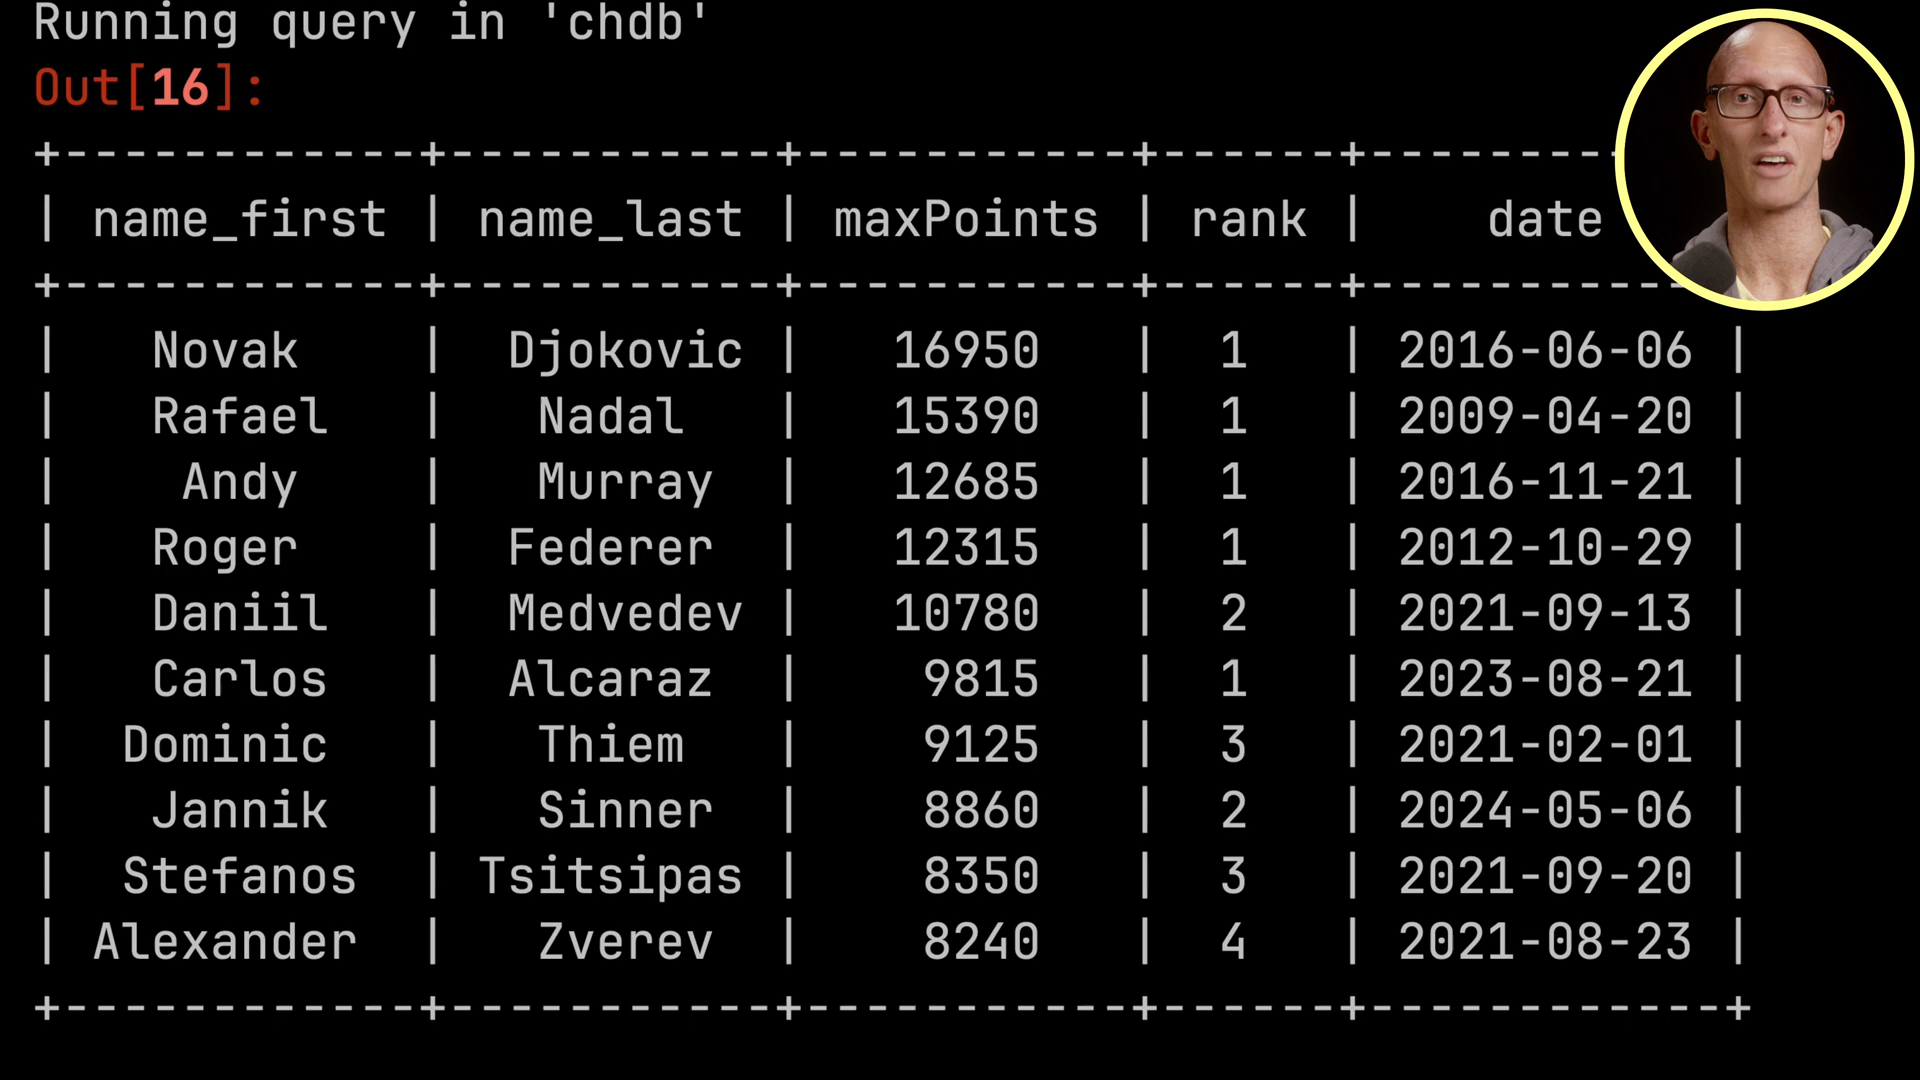 Running query in 'chdb'
Out[16]:
+------------+-----------+-----------+------+--------
| name_first | name_last | maxPoints | rank | date
+------------+-----------+-----------+------+-----------
| Novak | Djokovic | 16950 | 1 | 2016-06-06 |
| Rafael | Nadal | 15390 | 1 | 2009-04-20 |
| Andy | Murray | 12685 | 1 | 2016-11-21 |
| Roger | Federer | 12315 | 1 | 2012-10-29 |
| Daniil | Medvedev | 10780 | 2 | 2021-09-13 |
| Carlos | Alcaraz | 9815 | 1 | 2023-08-21 |
| Dominic | Thiem | 9125 | 3 | 2021-02-01 |
| Jannik | Sinner | 8860 | 2 | 2024-05-06 |
| Stefanos | Tsitsipas | 8350 | 3 | 2021-09-20 |
| Alexander | Zverev | 8240 | 4 | 2021-08-23 |
+------------+-----------+-----------+------+------------+